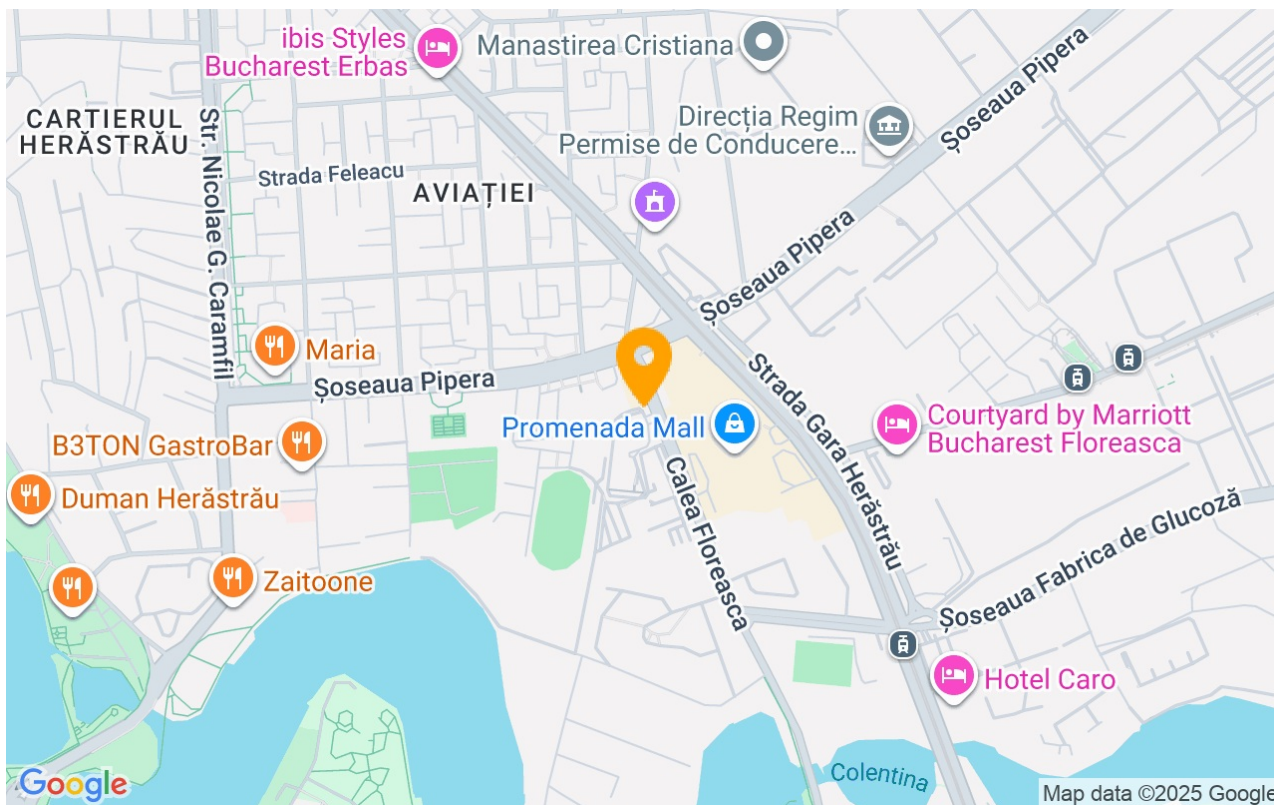 ibis Styles
Bucharest Erbas
Manastirea Cristiana
CARTIERUL
HERĂSTRĂU
Direcția Regim
Permise de Conducere…
Șoseaua Pipera
Strada Feleacu
AVIAȚIEI
Str. Nicolae G. Caramfil
Șoseaua Pipera
Maria
Șoseaua Pipera
Strada Gara Herăstrău
Promenada Mall
Courtyard by Marriott
Bucharest Floreasca
B3TON GastroBar
Duman Herăstrău
Calea Floreasca
Șoseaua Fabrica de Glucoză
Zaitoone
Hotel Caro
Colentina
Google
Map data ©2025 Google